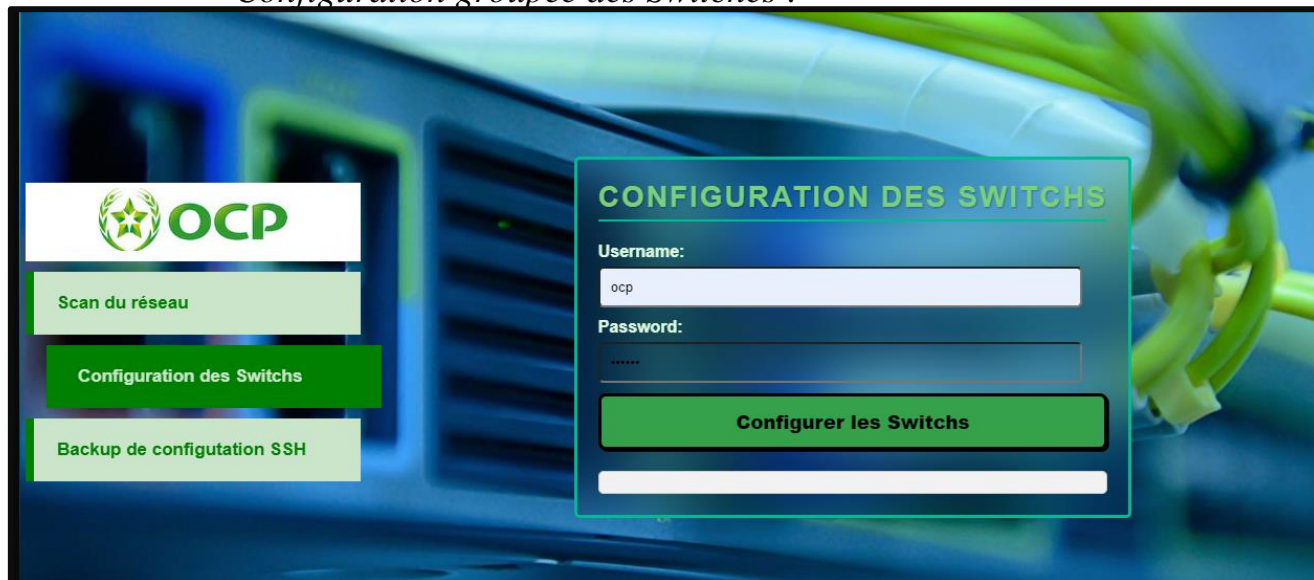 Configuration groupée des Switches :
OCP
Scan du réseau
Configuration des Switchs
Backup de configutation SSH
CONFIGURATION DES SWITCHS
Username:
ocp
Password:
••••••
Configurer les Switchs